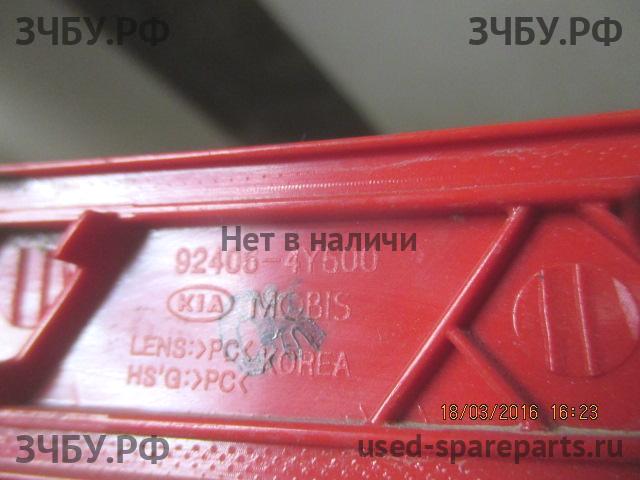 ЗЧБУ.РФ ЗЧБУ.РФ
Нет в наличи
92406-4Y500
KIA MOBIS
LENS:>PC< KOREA
HS'G:>PC<
18/03/2016 16:23
ЗЧБУ.РФ used-spareparts.ru